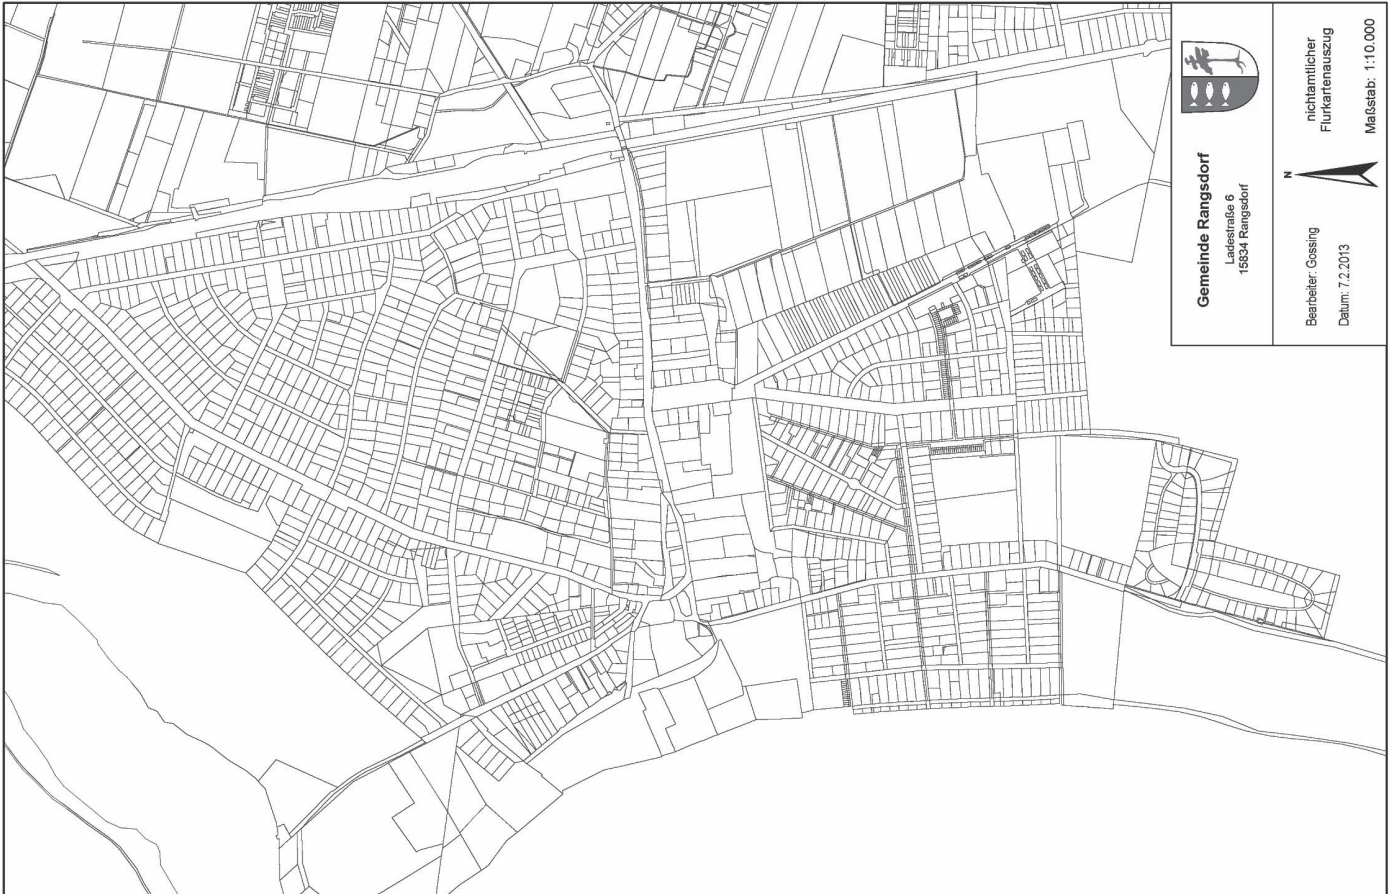 Gemeinde Rangsdorf
Ladestraße 6
15834 Rangsdorf
Bearbeiter: Gossing
Datum: 7.2.2013
N
nichtamtlicher
Flurkartenauszug
Maßstab: 1:10.000